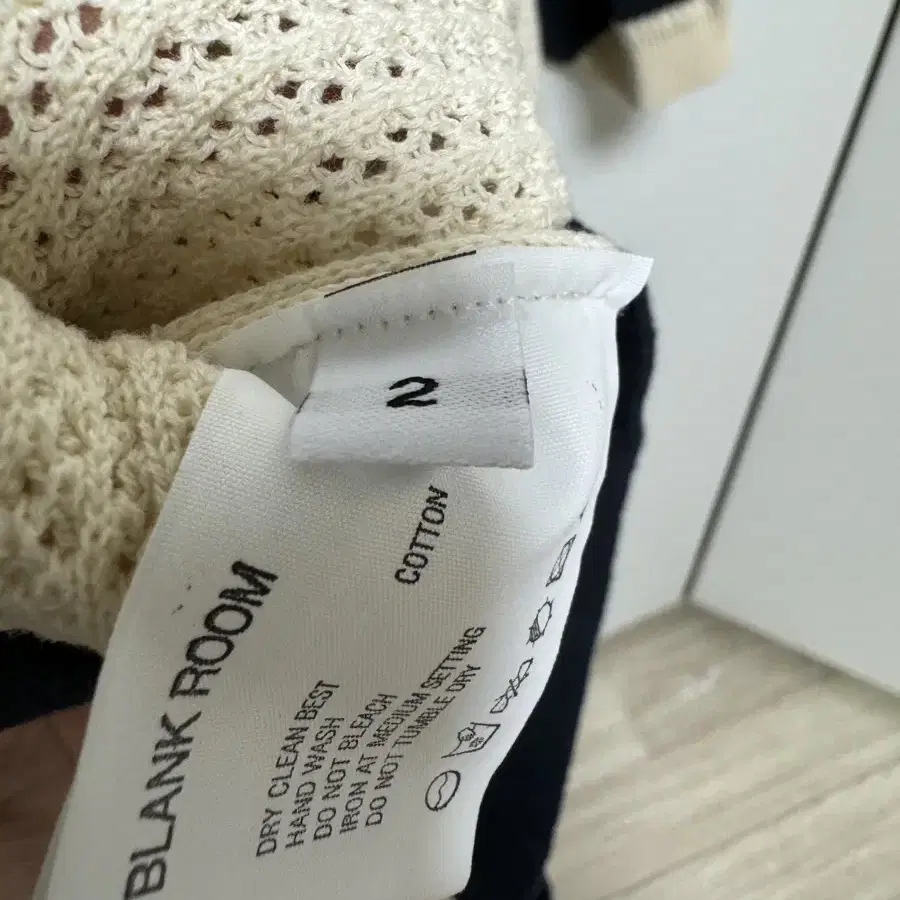 2
COTTON
BLANK ROOM
DRY CLEAN BEST
HAND WASH
DO NOT BLEACH
IRON AT MEDIUM SETTING
DO NOT TUMBLE DRY